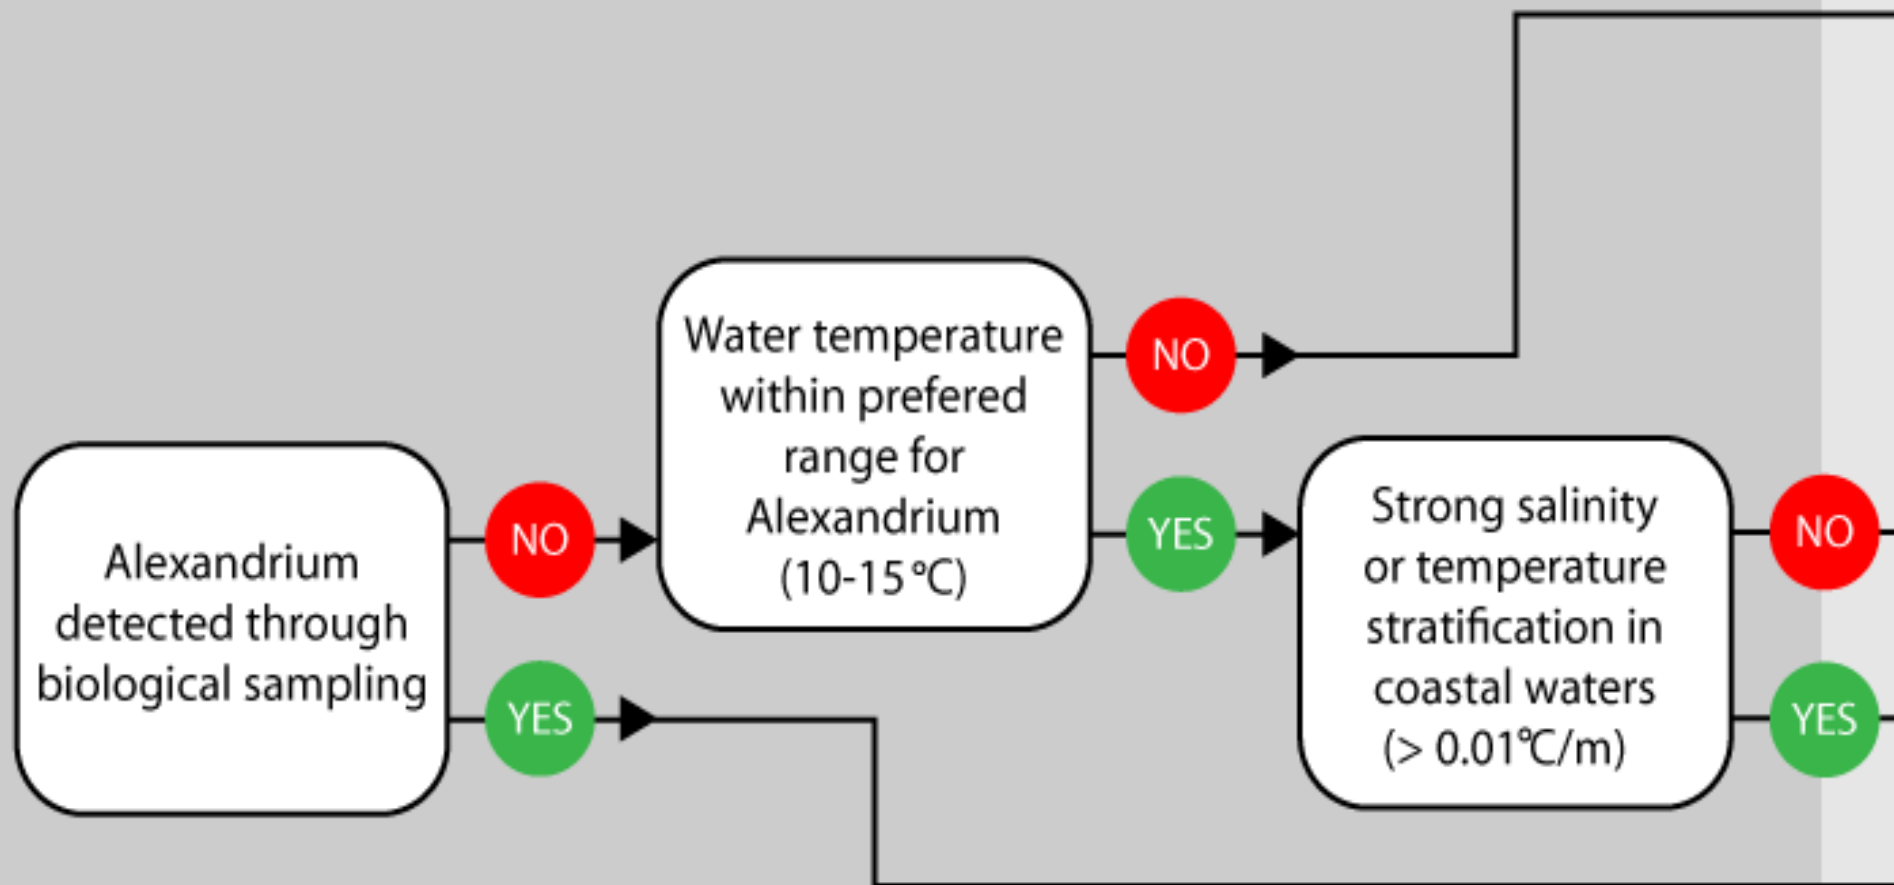 Alexandrium
detected through
biological sampling
NO
YES
Water temperature
within prefered
range for
Alexandrium
(10-15°C)
NO
YES
Strong salinity
or temperature
stratification in
coastal waters
(> 0.01°C/m)
NO
YES